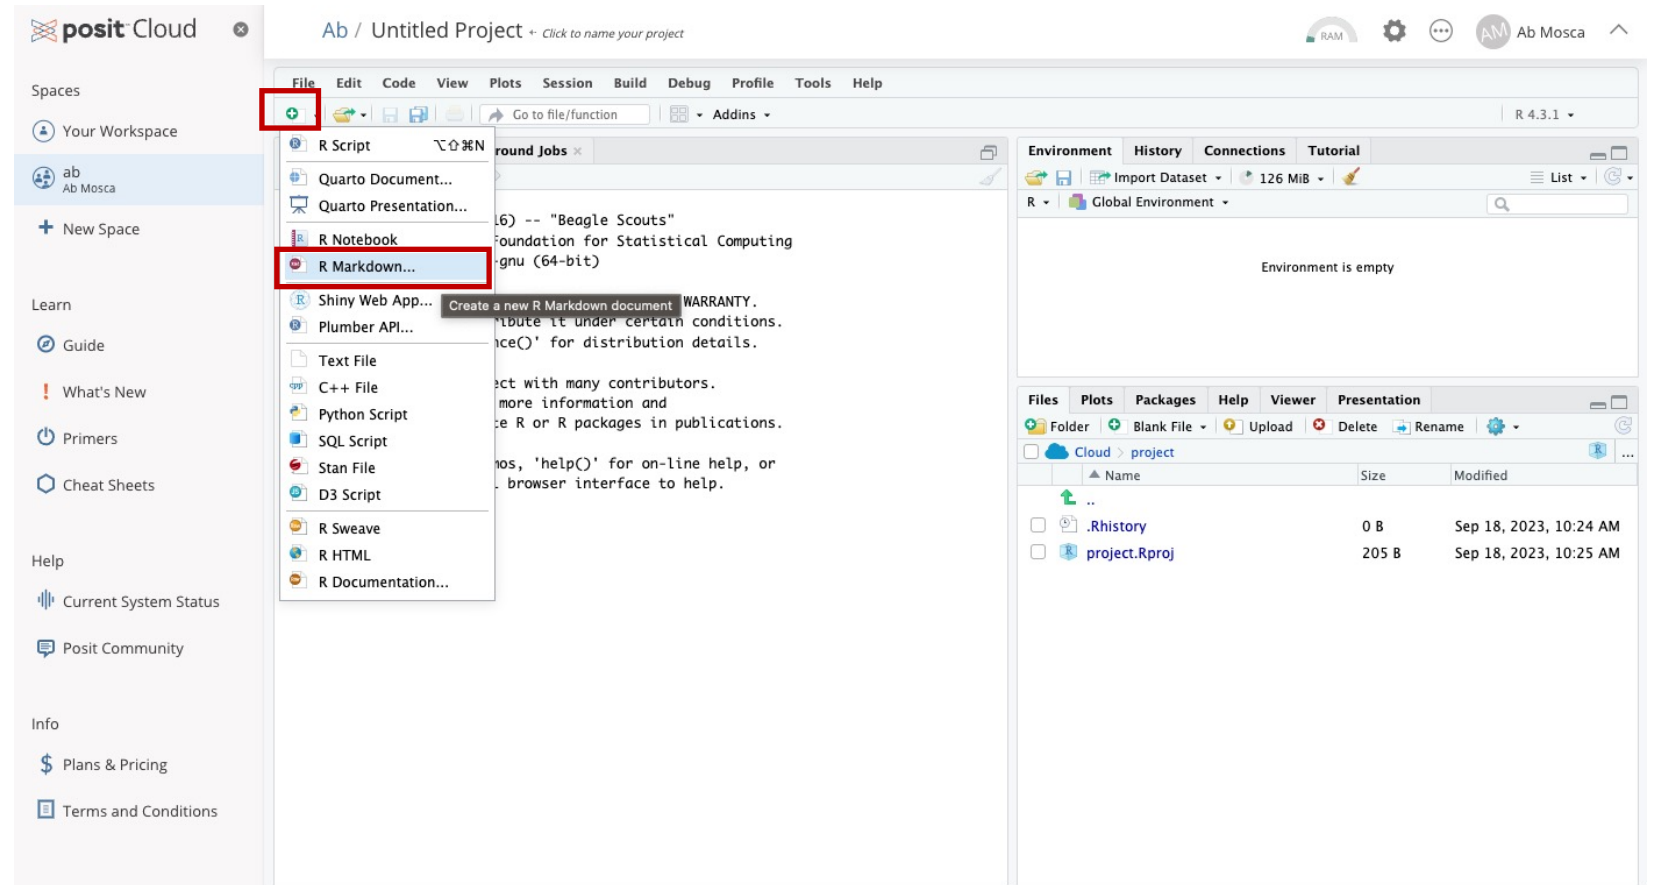 posit Cloud
Ab / Untitled Project ← Click to name your project
RAM
AM
Ab Mosca
Spaces
Your Workspace
ab
Ab Mosca
New Space
Learn
Guide
What's New
Primers
Cheat Sheets
Help
Current System Status
Posit Community
Info
Plans & Pricing
Terms and Conditions
File Edit Code View Plots Session Build Debug Profile Tools Help
Go to file/function
Addins
R 4.3.1
round Jobs
R Script ⌥⇧⌘N
Quarto Document...
Quarto Presentation...
R Notebook
R Markdown...
Create a new R Markdown document
Shiny Web App...
Plumber API...
Text File
C++ File
Python Script
SQL Script
Stan File
D3 Script
R Sweave
R HTML
R Documentation...
16) -- "Beagle Scouts"
Foundation for Statistical Computing
-gnu (64-bit)
WARRANTY.
ribute it under certain conditions.
nce()' for distribution details.
ect with many contributors.
more information and
te R or R packages in publications.
mos, 'help()' for on-line help, or
browser interface to help.
Environment History Connections Tutorial
Import Dataset 126 MiB List
R Global Environment
Environment is empty
Files Plots Packages Help Viewer Presentation
Folder Blank File Upload Delete Rename
Cloud > project ...
Name Size Modified
..
.Rhistory 0 B Sep 18, 2023, 10:24 AM
project.Rproj 205 B Sep 18, 2023, 10:25 AM